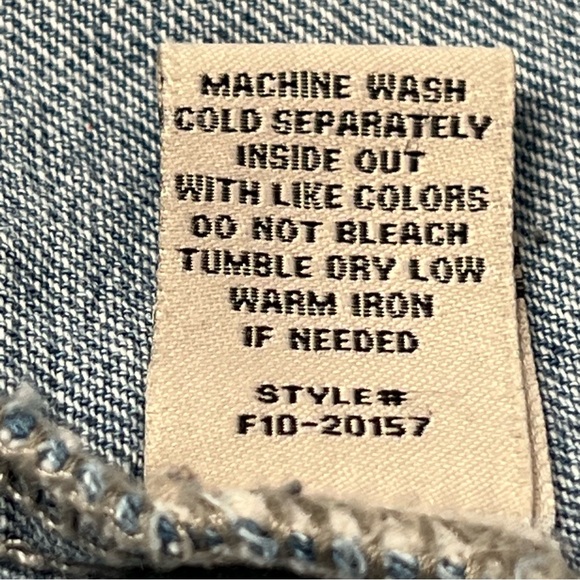 MACHINE WASH
COLD SEPARATELY
INSIDE OUT
WITH LIKE COLORS
DO NOT BLEACH
TUMBLE DRY LOW
WARM IRON
IF NEEDED
STYLE#
F10-20157